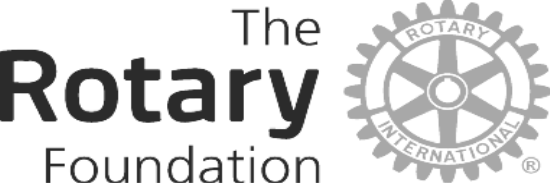 The
Rotary
Foundation
ROTARY
INTERNATIONAL
®